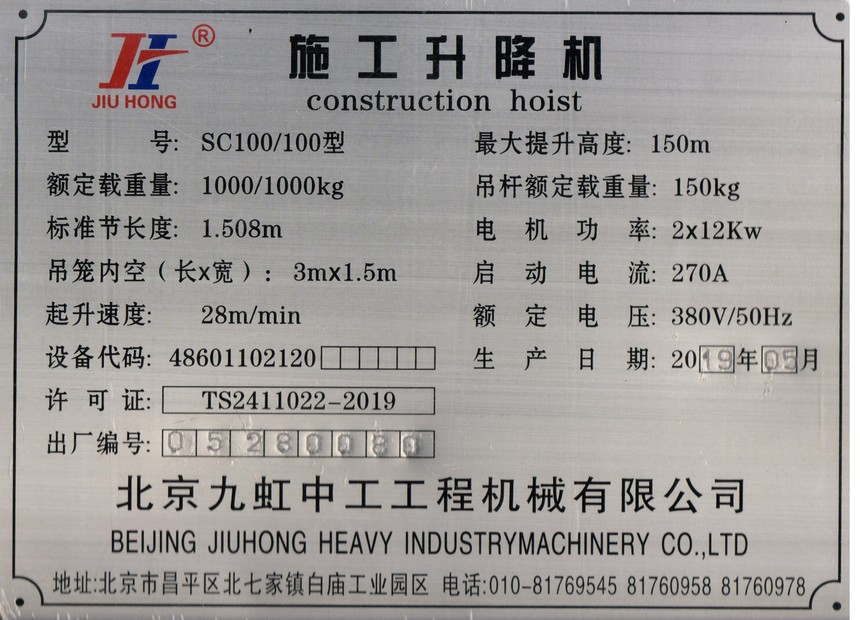 JIU HONG ®
施工升降机
construction hoist
型 号: SC100/100型 最大提升高度: 150m
额定载重量: 1000/1000kg 吊杆额定载重量: 150kg
标准节长度: 1.508m 电机功率: 2x12Kw
吊笼内空（长x宽）: 3mx1.5m 启动电流: 270A
起升速度: 28m/min 额定电压: 380V/50Hz
设备代码: 48601102120 生产日期: 2019年05月
许可证: TS2411022-2019
出厂编号: 05280080
北京九虹中工工程机械有限公司
BEIJING JIUHONG HEAVY INDUSTRYMACHINERY CO.,LTD
地址:北京市昌平区北七家镇白庙工业园区 电话:010-81769545 81760958 81760978